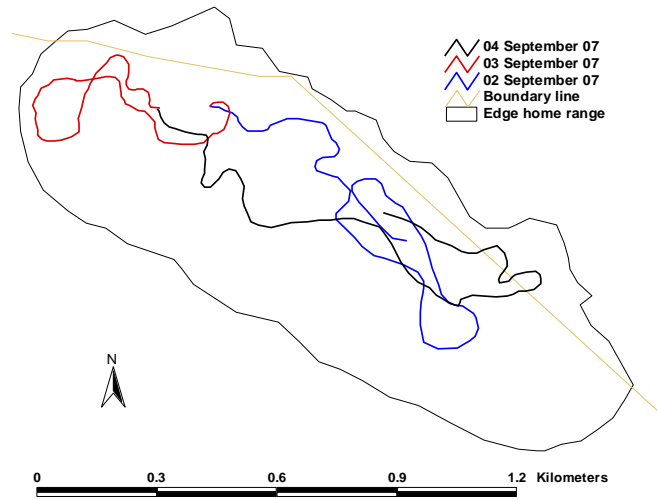 04 September 07
03 September 07
02 September 07
Boundary line
Edge home range
N
0 0.3 0.6 0.9 1.2 Kilometers